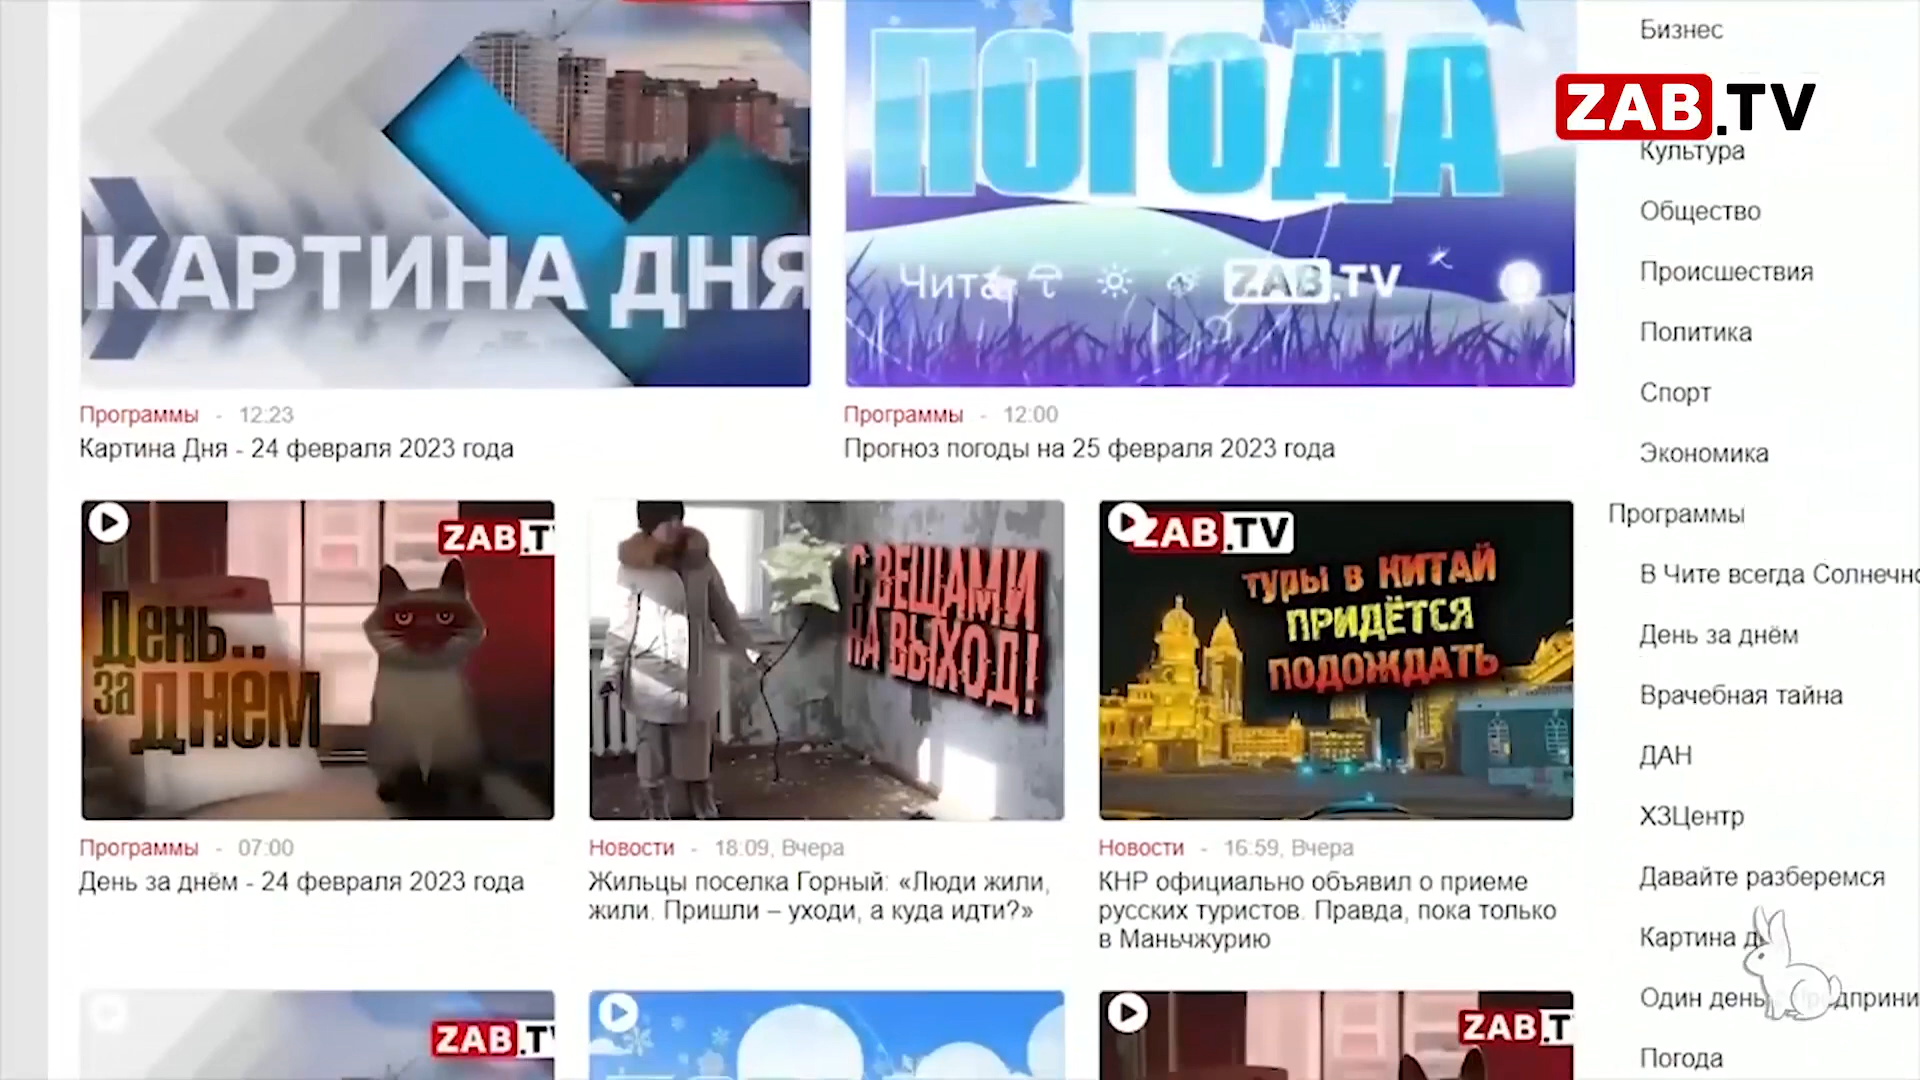 КАРТИНА ДНЯ
Программы - 12:23
Картина Дня - 24 февраля 2023 года
ПОГОДА
Чита
ZAB.TV
Программы - 12:00
Прогноз погоды на 25 февраля 2023 года
ZAB.T
День..
за
днём
Программы - 07:00
День за днём - 24 февраля 2023 года
С ВЕЩАМИ
НА ВЫХОД!
Новости - 18:09, Вчера
Жильцы поселка Горный: «Люди жили,
жили. Пришли – уходи, а куда идти?»
ZAB.TV
ТУРЫ В КИТАЙ
ПРИДЁТСЯ
ПОДОЖДАТЬ
Новости - 16:59, Вчера
КНР официально объявил о приеме
русских туристов. Правда, пока только
в Маньчжурию
ZAB.T
ZAB.T
Бизнес
ZAB.TV
Культура
Общество
Происшествия
Политика
Спорт
Экономика
Программы
В Чите всегда Солнечно
День за днём
Врачебная тайна
ДАН
ХЗЦентр
Давайте разберемся
Картина д
Один день
Погода